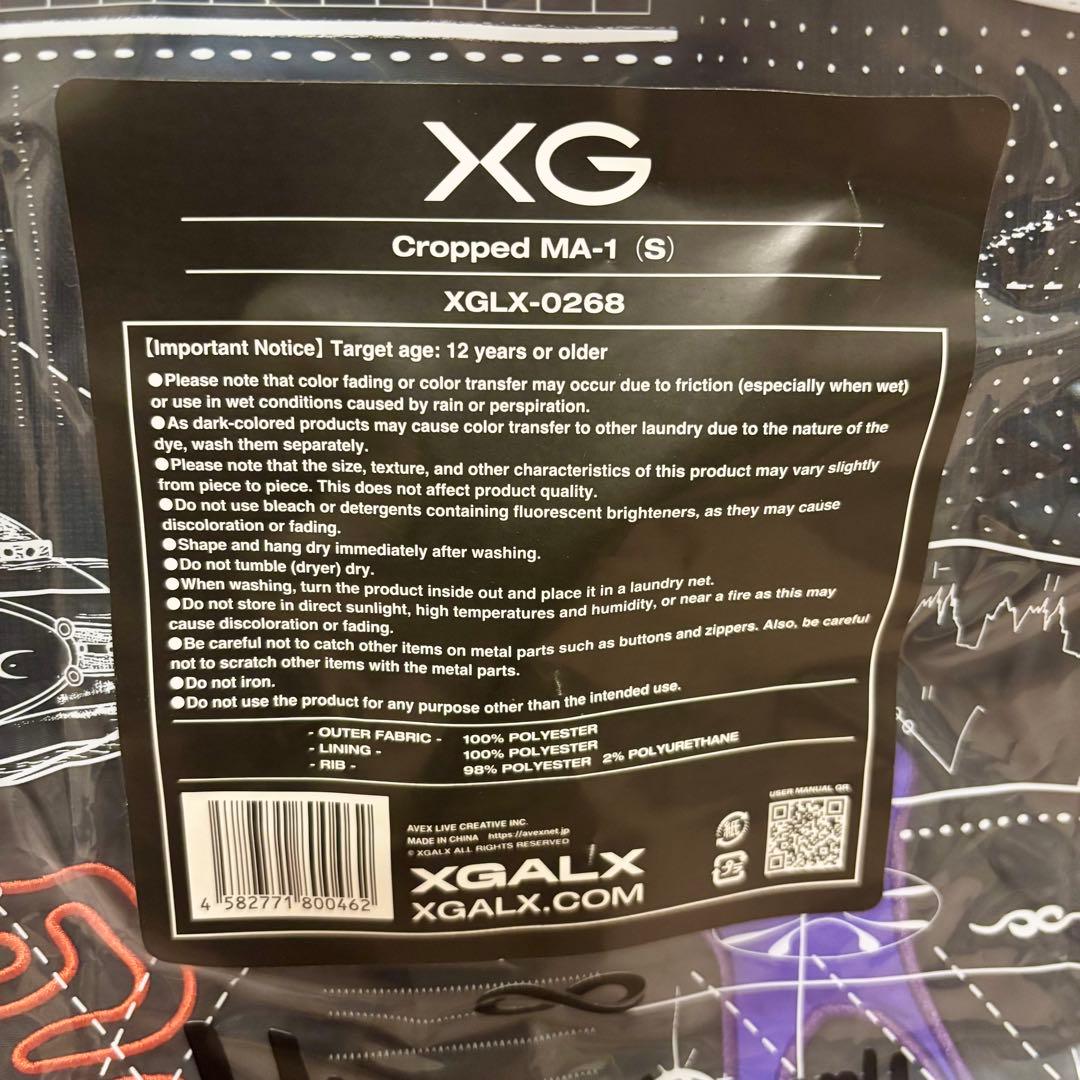 XG
Cropped MA-1 (S)
XGLX-0268
【Important Notice】Target age: 12 years or older
●Please note that color fading or color transfer may occur due to friction (especially when wet)
or use in wet conditions caused by rain or perspiration.
●As dark-colored products may cause color transfer to other laundry due to the nature of the
dye, wash them separately.
●Please note that the size, texture, and other characteristics of this product may vary slightly
from piece to piece. This does not affect product quality.
●Do not use bleach or detergents containing fluorescent brighteners, as they may cause
discoloration or fading.
●Shape and hang dry immediately after washing.
●Do not tumble (dryer) dry.
●When washing, turn the product inside out and place it in a laundry net.
●Do not store in direct sunlight, high temperatures and humidity, or near a fire as this may
cause discoloration or fading.
●Be careful not to catch other items on metal parts such as buttons and zippers. Also, be careful
not to scratch other items with the metal parts.
●Do not iron.
●Do not use the product for any purpose other than the intended use.
- OUTER FABRIC - 100% POLYESTER
- LINING - 100% POLYESTER
- RIB - 98% POLYESTER 2% POLYURETHANE
USER MANUAL QR
AVEX LIVE CREATIVE INC.
MADE IN CHINA https://avexnet.jp
© XGALX ALL RIGHTS RESERVED
XGALX
XGALX.COM
紙
プラ
4 582771 800462